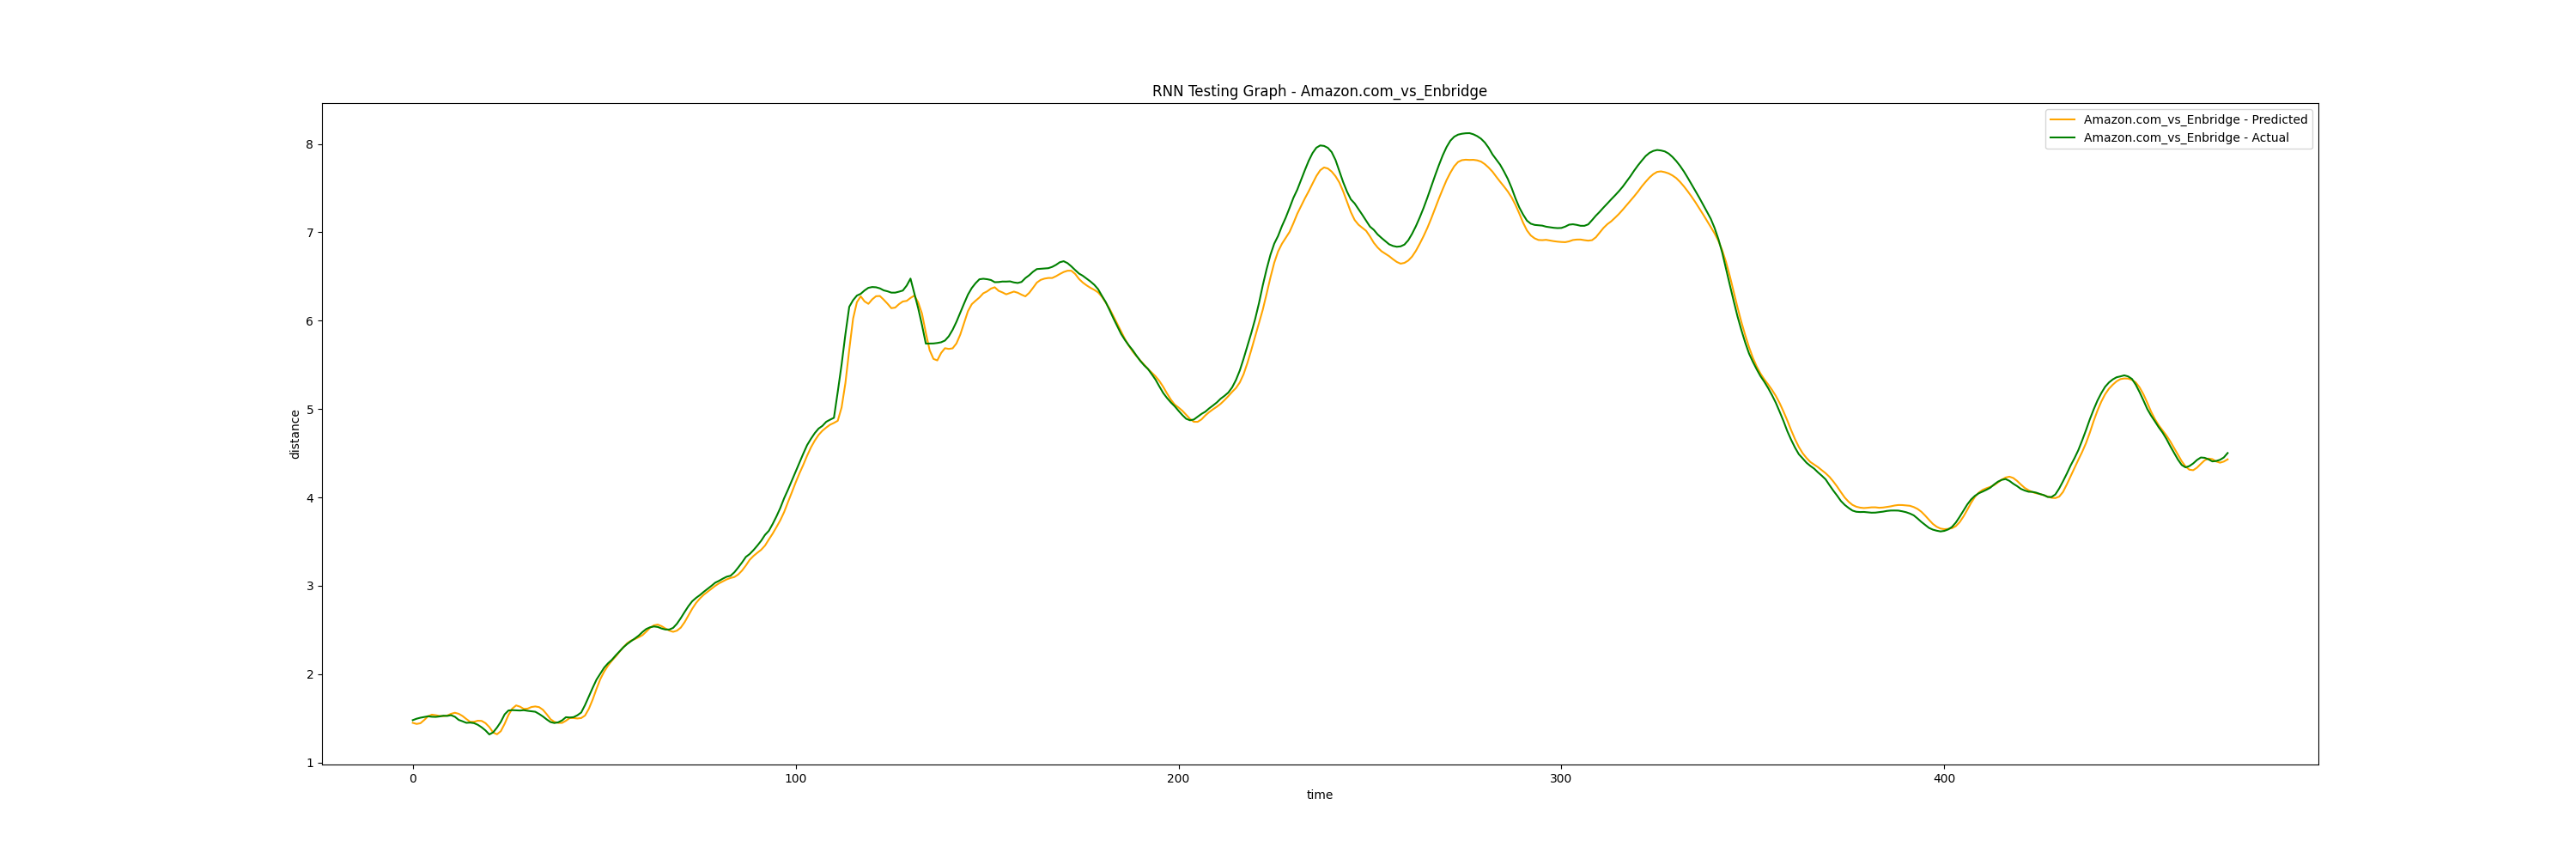 RNN Testing Graph - Amazon.com_vs_Enbridge
Amazon.com_vs_Enbridge - Predicted
Amazon.com_vs_Enbridge - Actual
8
7
6
5
4
3
2
1
distance
0 100 200 300 400
time